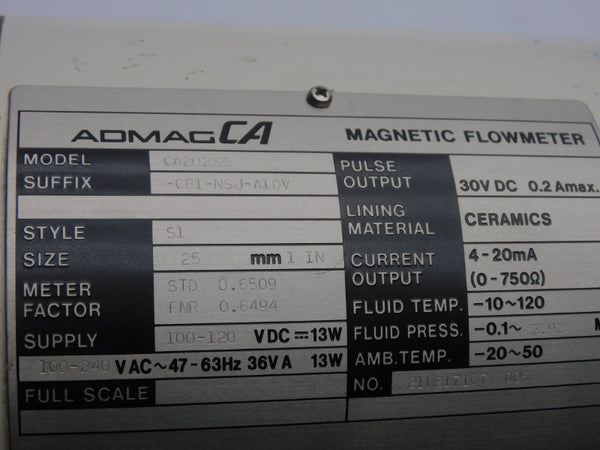 ADMAG CA MAGNETIC FLOWMETER
MODEL CA202SG
SUFFIX -CB1-NSJ-A1DV
STYLE S1
SIZE 25 mm 1 IN
METER FACTOR STD 0.6509
FNR 0.6494
SUPPLY 100-120 VDC ⎓ 13W
100-240 VAC~47-63Hz 36VA 13W
FULL SCALE
PULSE OUTPUT 30V DC 0.2Amax.
LINING MATERIAL CERAMICS
CURRENT OUTPUT 4-20mA
(0-750Ω)
FLUID TEMP. -10~120
FLUID PRESS. -0.1~ 3.92 M
AMB.TEMP. -20~50
NO.